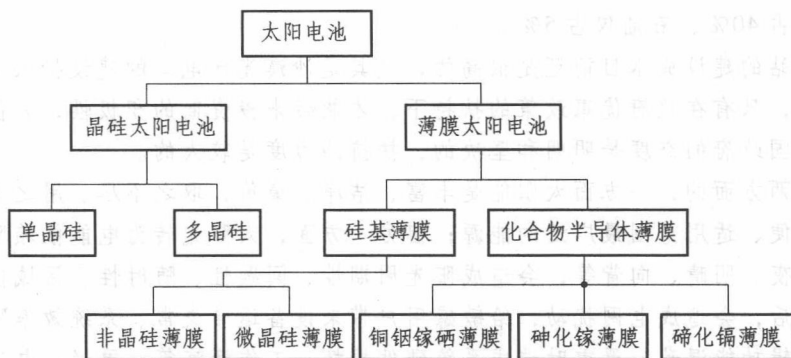 太阳电池
晶硅太阳电池
薄膜太阳电池
单晶硅
多晶硅
硅基薄膜
化合物半导体薄膜
非晶硅薄膜
微晶硅薄膜
铜铟镓硒薄膜
砷化镓薄膜
碲化镉薄膜